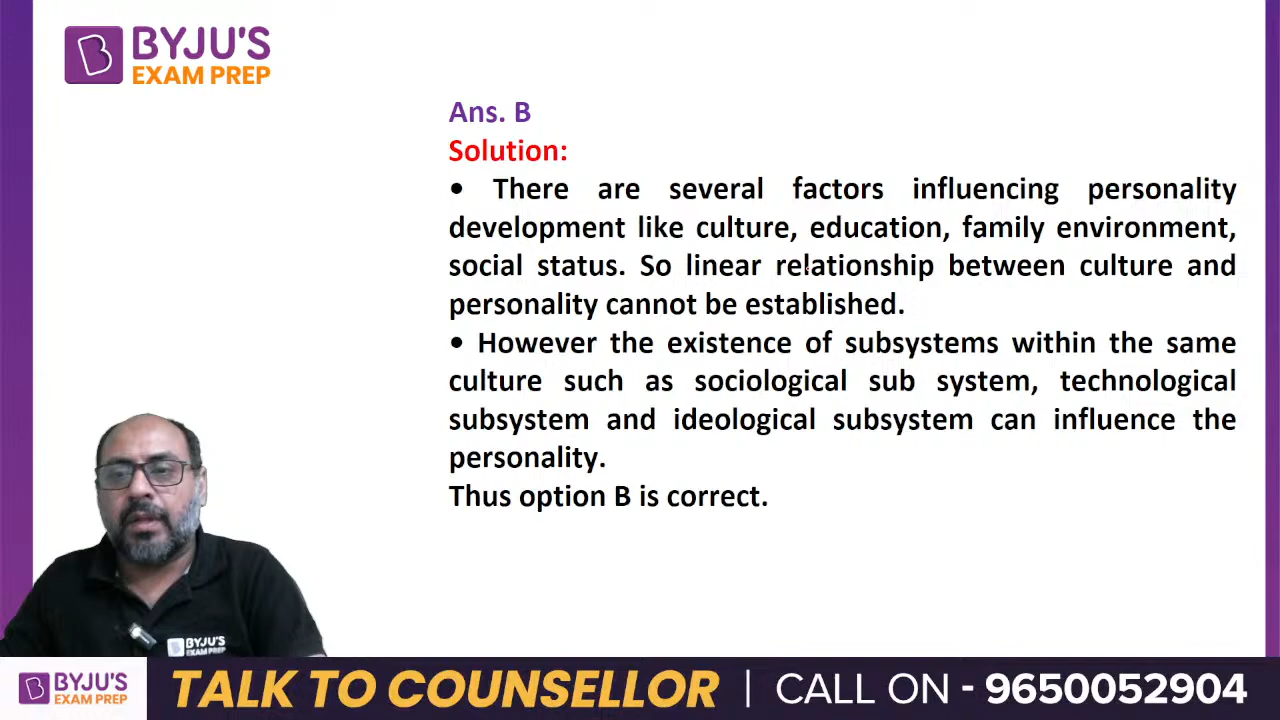 BYJU'S
EXAM PREP
Ans. B
Solution:
• There are several factors influencing personality
development like culture, education, family environment,
social status. So linear relationship between culture and
personality cannot be established.
• However the existence of subsystems within the same
culture such as sociological sub system, technological
subsystem and ideological subsystem can influence the
personality.
Thus option B is correct.
BYJU'S
EXAM PREP
BYJU'S
EXAM PREP
TALK TO COUNSELLOR | CALL ON - 9650052904